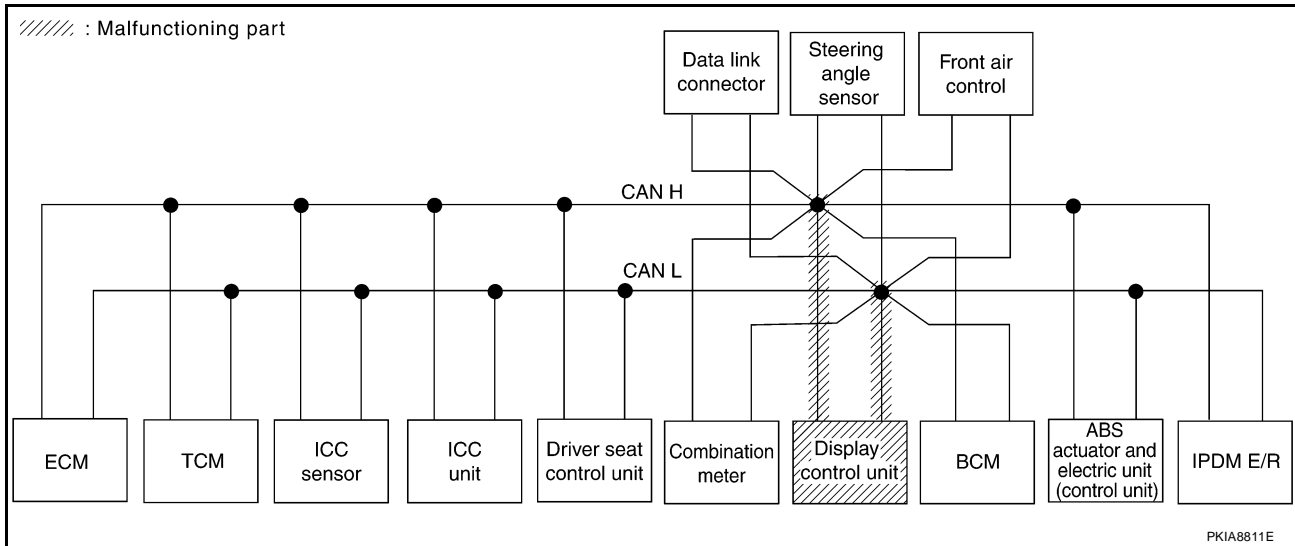 : Malfunctioning part
Data link
connector
Steering
angle
sensor
Front air
control
CAN H
CAN L
ECM
TCM
ICC
sensor
ICC
unit
Driver seat
control unit
Combination
meter
Display
control unit
BCM
ABS
actuator and
electric unit
(control unit)
IPDM E/R
PKIA8811E